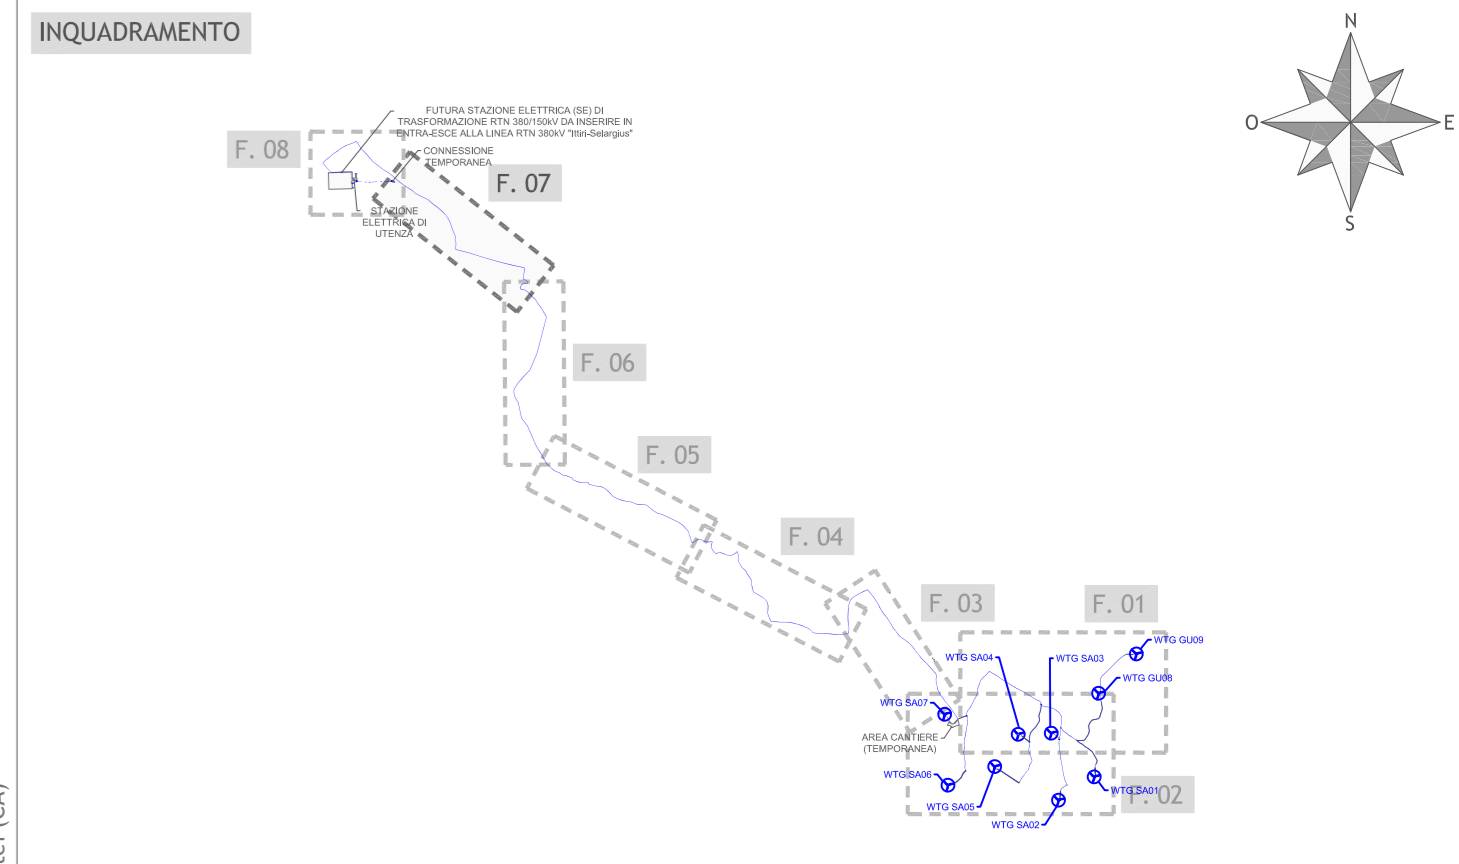 INQUADRAMENTO
N
O
E
S
FUTURA STAZIONE ELETTRICA (SE) DI
TRASFORMAZIONE RTN 380/150kV DA INSERIRE IN
ENTRA-ESCE ALLA LINEA RTN 380kV "Ittiri-Selargius"
F. 08
CONNESSIONE
TEMPORANEA
F. 07
STAZIONE
ELETTRICA DI
UTENZA
F. 06
F. 05
F. 04
F. 03
F. 01
WTG GU09
WTG SA04
WTG SA03
WTG GU08
WTG SA07
AREA CANTIERE
(TEMPORANEA)
WTG SA06
WTG SA05
WTG SA01
F. 02
WTG SA02
(CA)